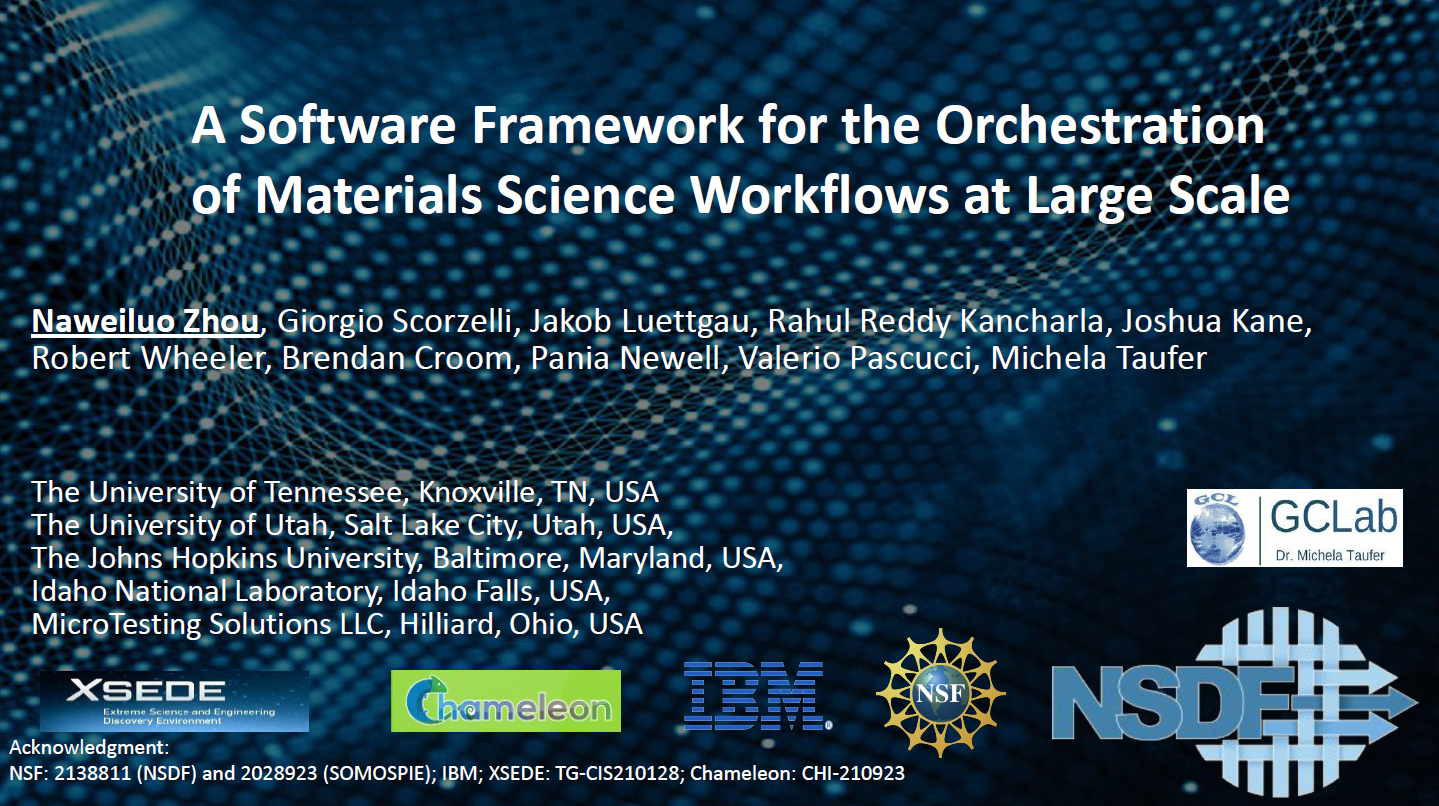 A Software Framework for the Orchestration
of Materials Science Workflows at Large Scale
Naweiluo Zhou, Giorgio Scorzelli, Jakob Luettgau, Rahul Reddy Kancharla, Joshua Kane,
Robert Wheeler, Brendan Croom, Pania Newell, Valerio Pascucci, Michela Taufer
The University of Tennessee, Knoxville, TN, USA
The University of Utah, Salt Lake City, Utah, USA,
The Johns Hopkins University, Baltimore, Maryland, USA,
Idaho National Laboratory, Idaho Falls, USA,
MicroTesting Solutions LLC, Hilliard, Ohio, USA
GCL
GCLab
Dr. Michela Taufer
XSEDE
Extreme Science and Engineering
Discovery Environment
Chameleon
IBM®
NSF
NSDF
Acknowledgment:
NSF: 2138811 (NSDF) and 2028923 (SOMOSPIE); IBM; XSEDE: TG-CIS210128; Chameleon: CHI-210923